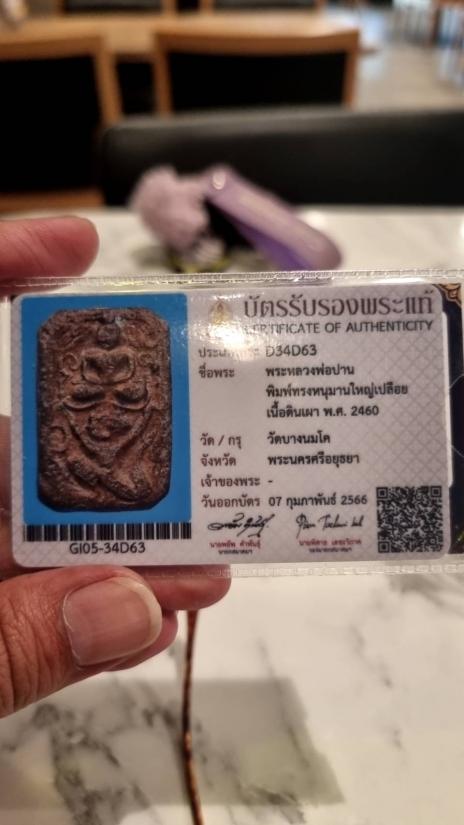 บัตรรับรองพระแท้
CERTIFICATE OF AUTHENTICITY
D34D63
ชื่อพระ พระหลวงพ่อปาน
พิมพ์ทรงหนุมานใหญ่เปลือย
เนื้อดินเผา พ.ศ. 2460
วัด / กรุ วัดบางนมโค
จังหวัด พระนครศรีอยุธยา
เจ้าของพระ -
วันออกบัตร 07 กุมภาพันธ์ 2566
GI05-34D63